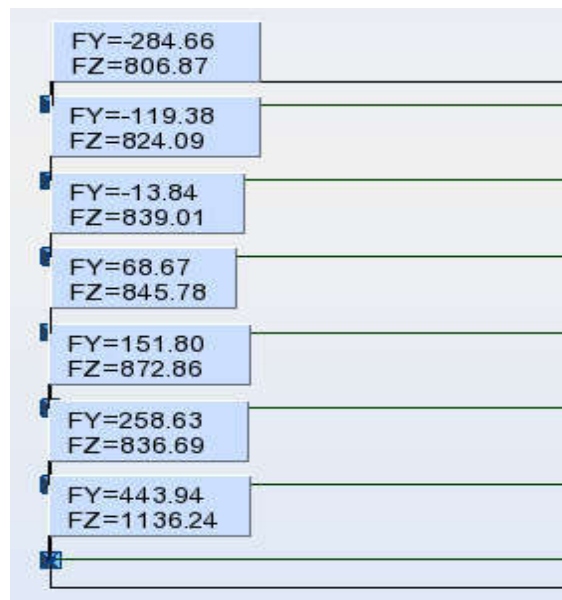 FY=-284.66
FZ=806.87
FY=-119.38
FZ=824.09
FY=-13.84
FZ=839.01
FY=68.67
FZ=845.78
FY=151.80
FZ=872.86
FY=258.63
FZ=836.69
FY=443.94
FZ=1136.24